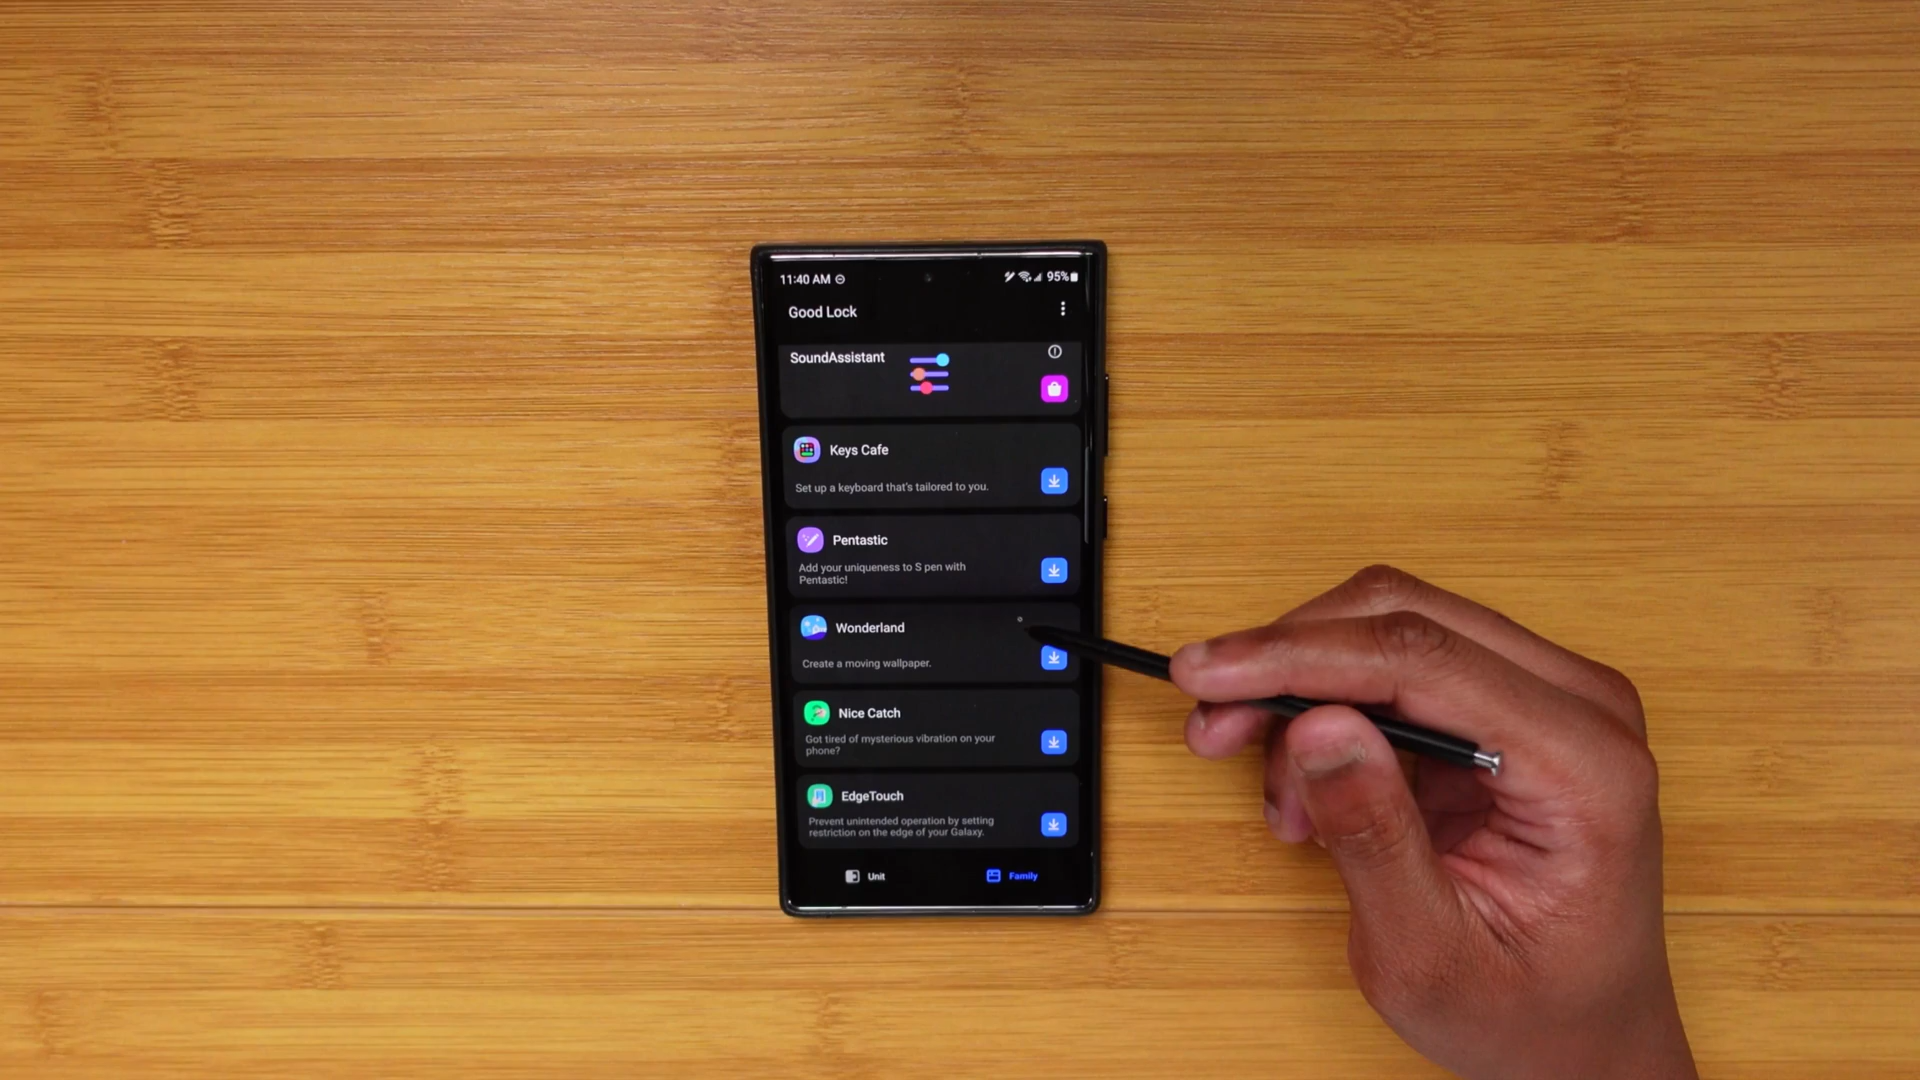 11:40 AM
95%
Good Lock
SoundAssistant
Keys Cafe
Set up a keyboard that's tailored to you.
Pentastic
Add your uniqueness to S pen with
Pentastic!
Wonderland
Create a moving wallpaper.
Nice Catch
Got tired of mysterious vibration on your
phone?
EdgeTouch
Prevent unintended operation by setting
restriction on the edge of your Galaxy.
Unit
Family